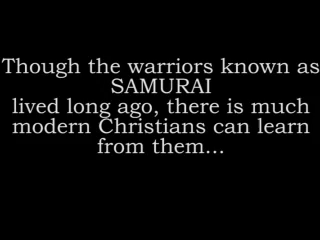 Though the warriors known as
SAMURAI
lived long ago, there is much
modern Christians can learn
from them...